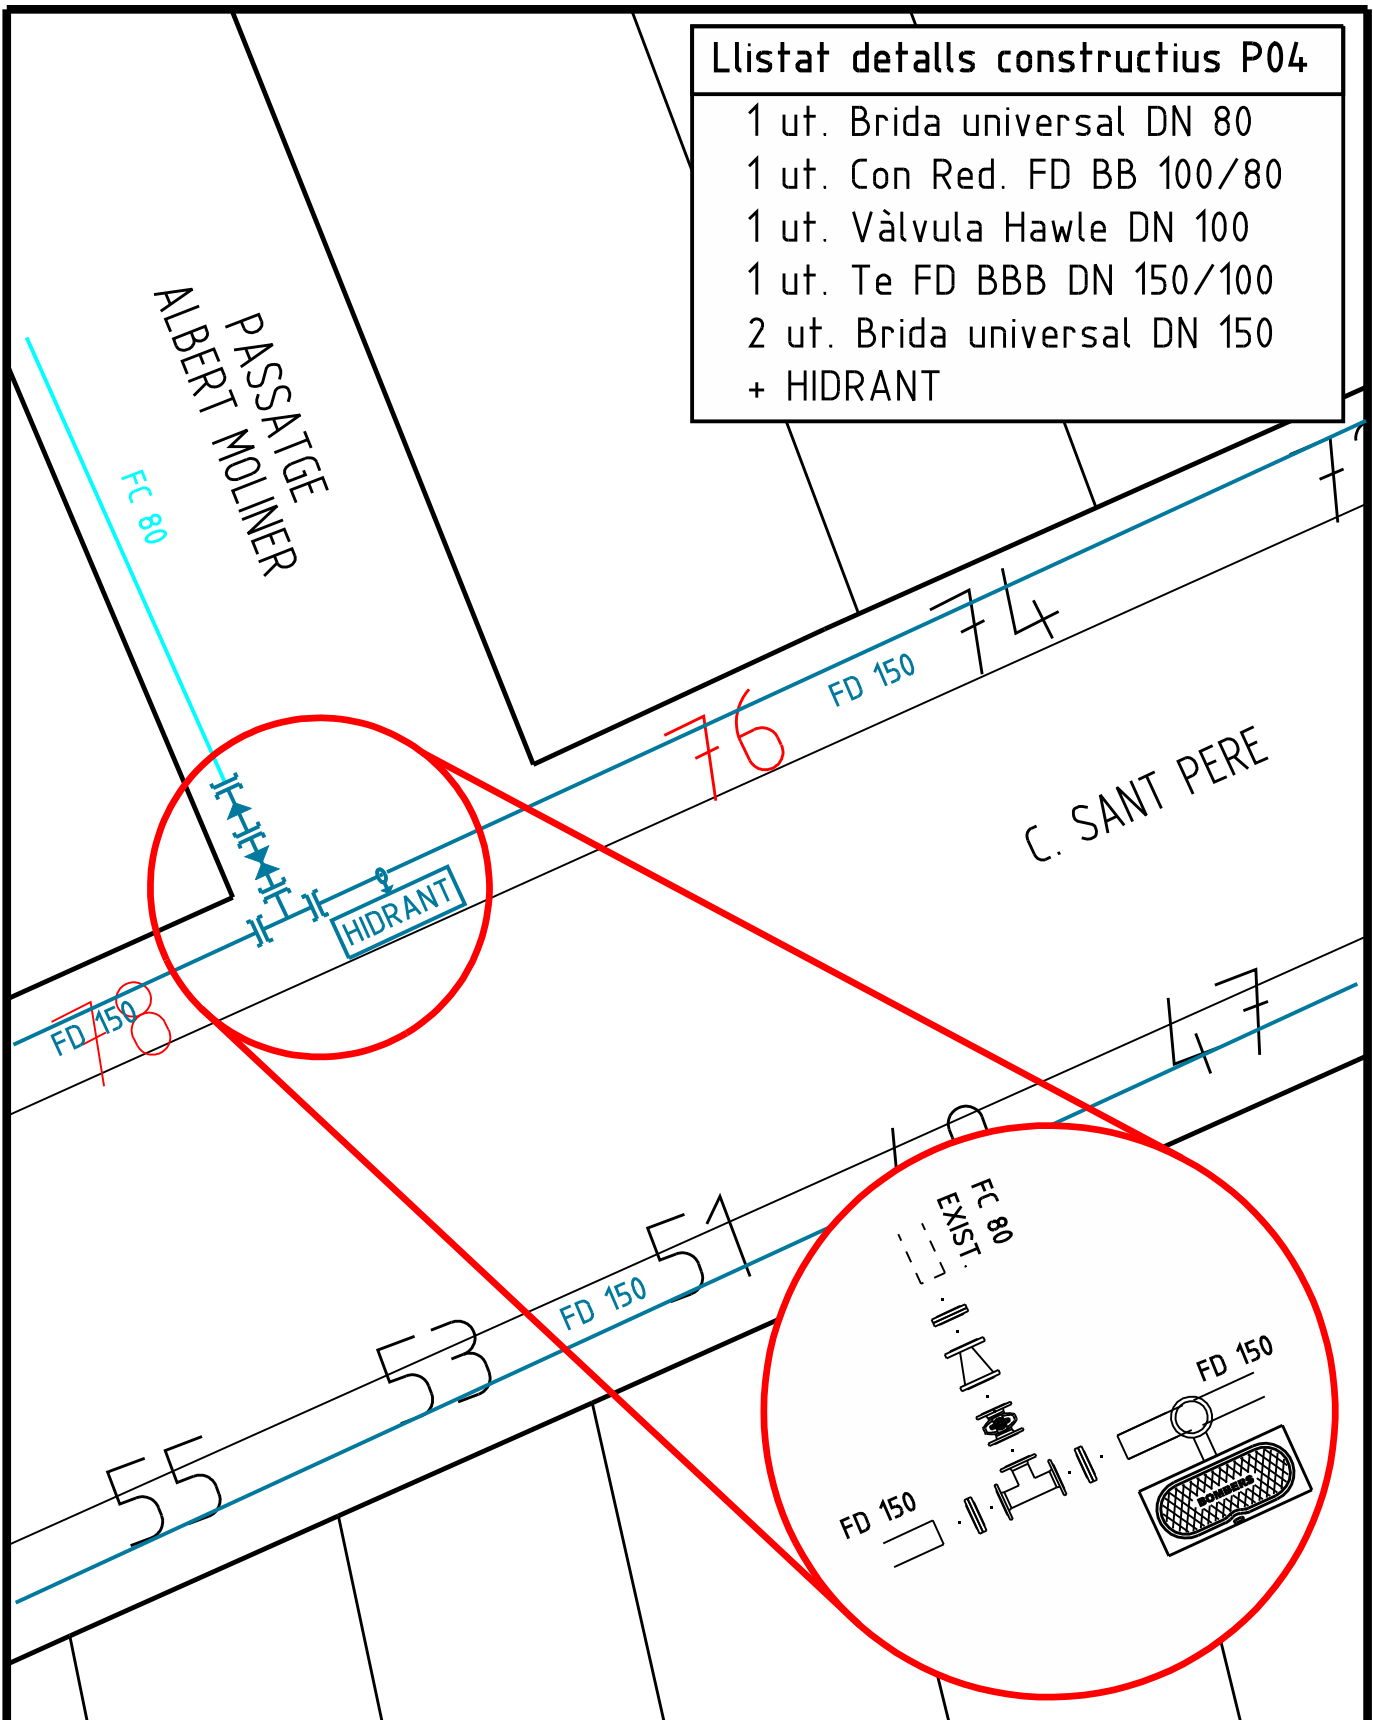 Llistat detalls constructius P04
1 ut. Brida universal DN 80
1 ut. Con Red. FD BB 100/80
1 ut. Vàlvula Hawle DN 100
1 ut. Te FD BBB DN 150/100
2 ut. Brida universal DN 150
+ HIDRANT
PASSATGE
ALBERT MOLINER
FC 80
74
FD 150
76
C. SANT PERE
HIDRANT
78
FD 150
47
51
FD 150
53
55
FC 80
EXIST.
FD 150
BOMBERS
FD 150